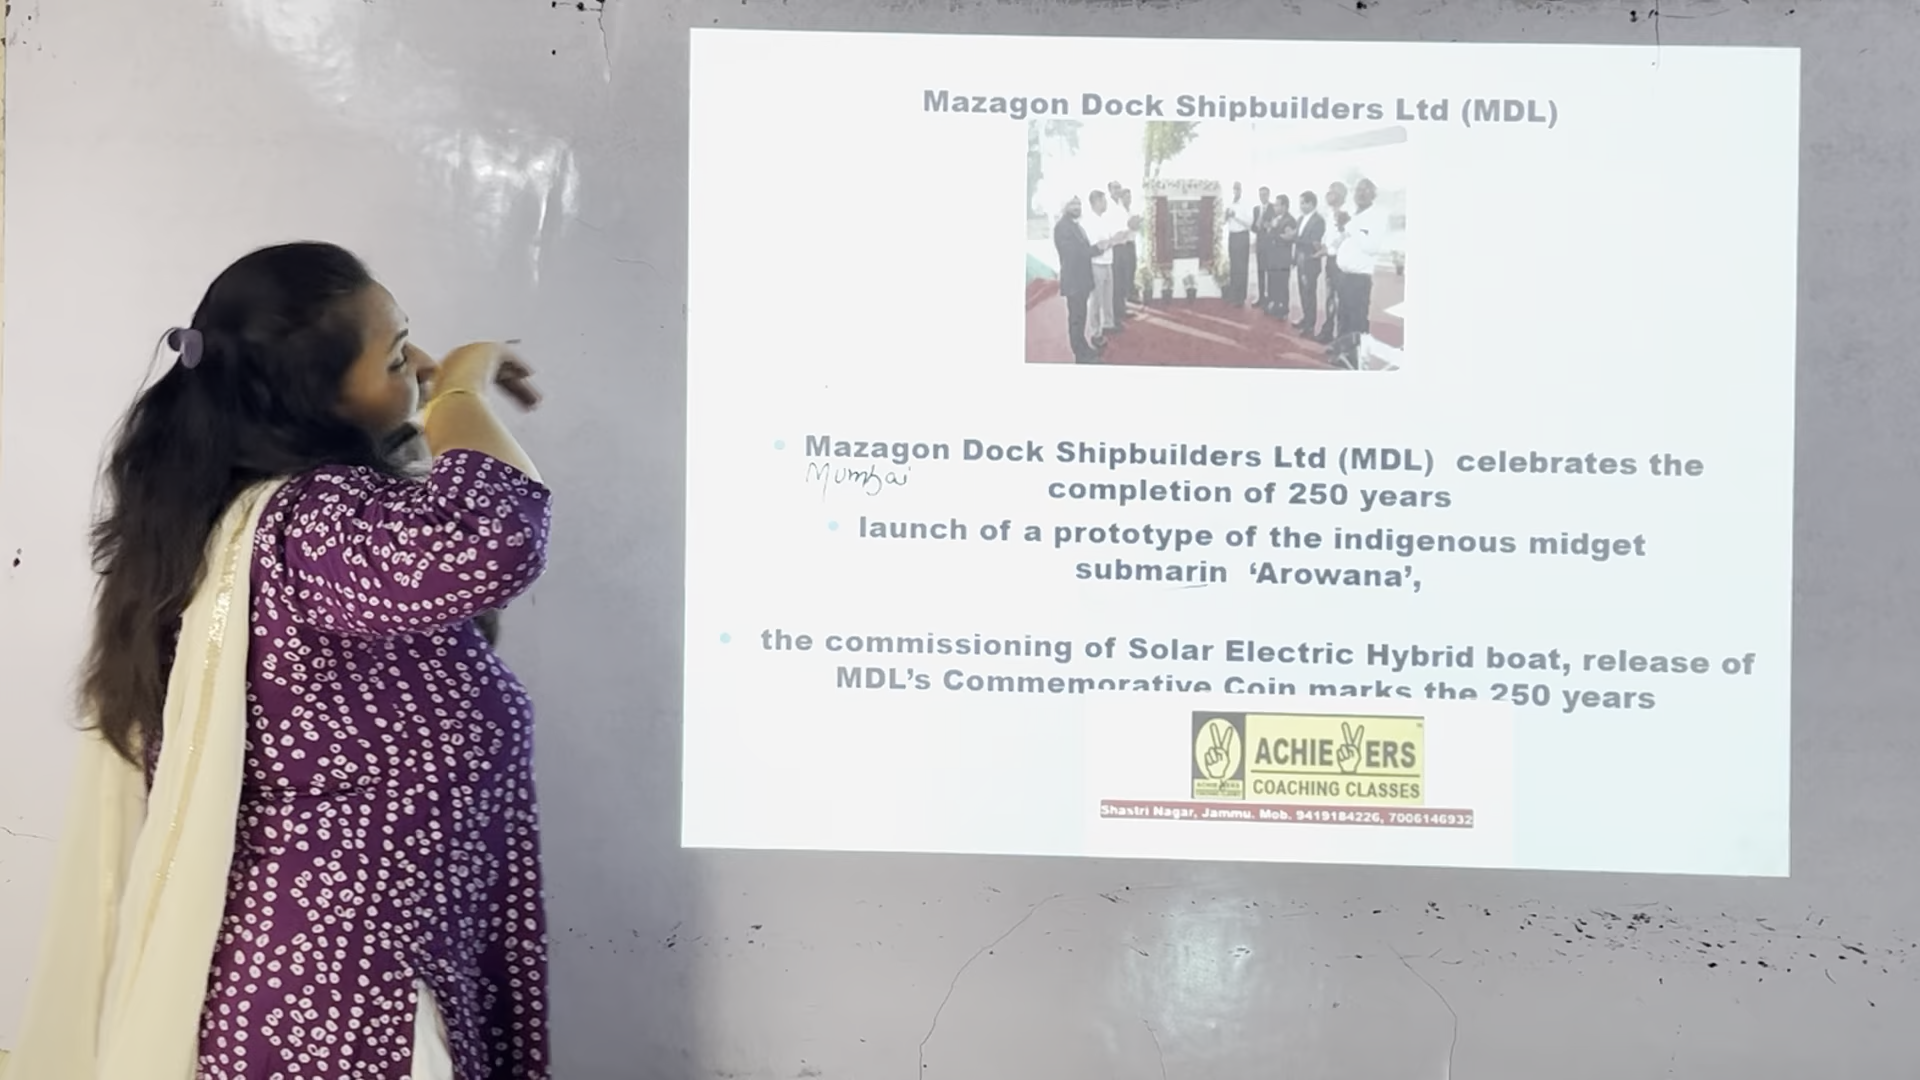 Mazagon Dock Shipbuilders Ltd (MDL)
• Mazagon Dock Shipbuilders Ltd (MDL) celebrates the
Mumbai
completion of 250 years
• launch of a prototype of the indigenous midget
submarin ‘Arowana’,
• the commissioning of Solar Electric Hybrid boat, release of
MDL’s Commemorative Coin marks the 250 years
ACHIEVERS
COACHING CLASSES
Shastri Nagar, Jammu. Mob. 9419184226, 7006146932